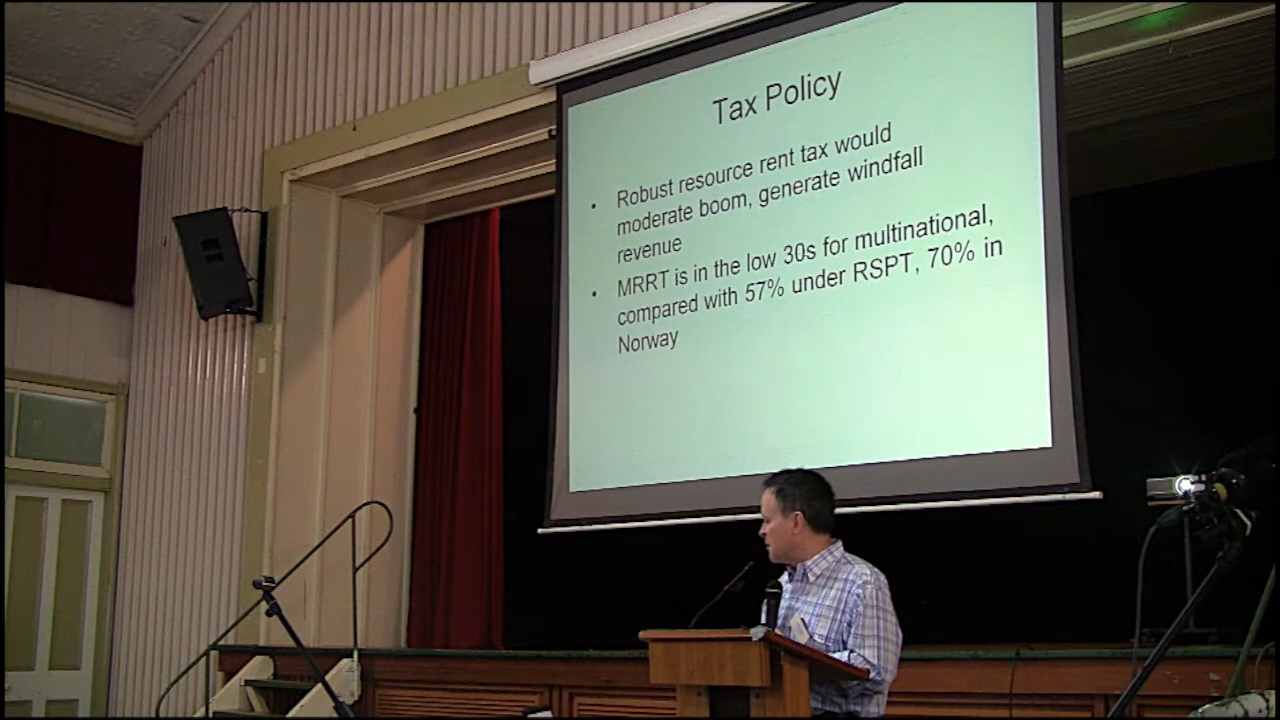 Tax Policy
• Robust resource rent tax would
moderate boom, generate windfall
revenue
• MRRT is in the low 30s for multinational,
compared with 57% under RSPT, 70% in
Norway